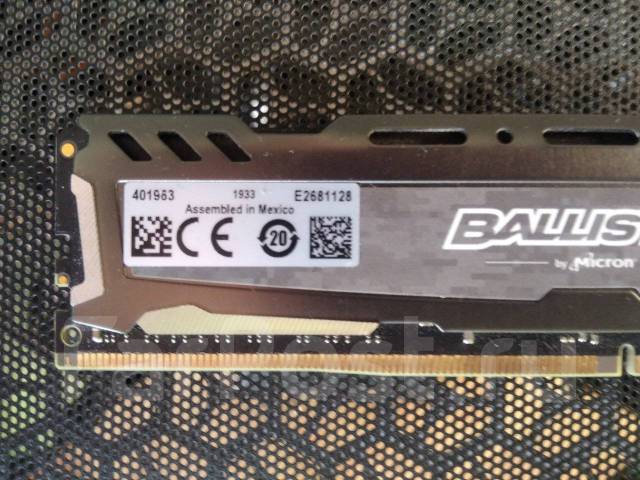 401963 1933 E2681128
Assembled in Mexico
CE 20
BALLIS
by Micron